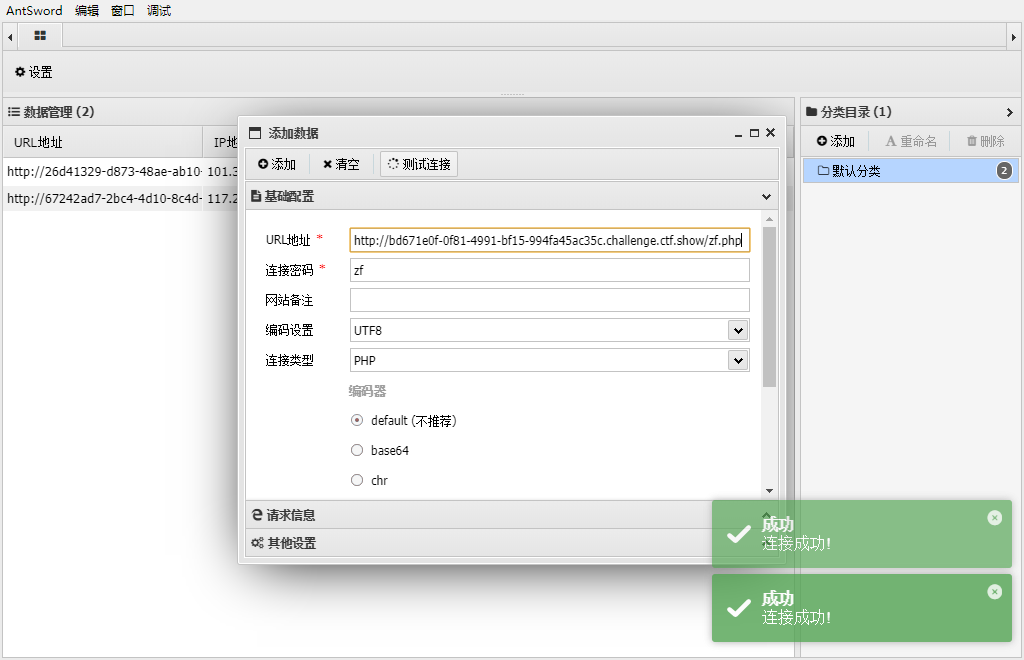 AntSword 编辑 窗口 调试
设置
数据管理 (2)
URL地址 IP地
http://26d41329-d873-48ae-ab10- 101.3
http://67242ad7-2bc4-4d10-8c4d- 117.2
添加数据
添加 清空 测试连接
基础配置
URL地址 *
http://bd671e0f-0f81-4991-bf15-994fa45ac35c.challenge.ctf.show/zf.php
连接密码 *
zf
网站备注
编码设置
UTF8
连接类型
PHP
编码器
default (不推荐)
base64
chr
请求信息
其他设置
分类目录 (1)
添加 重命名 删除
默认分类 2
成功
连接成功!
成功
连接成功!